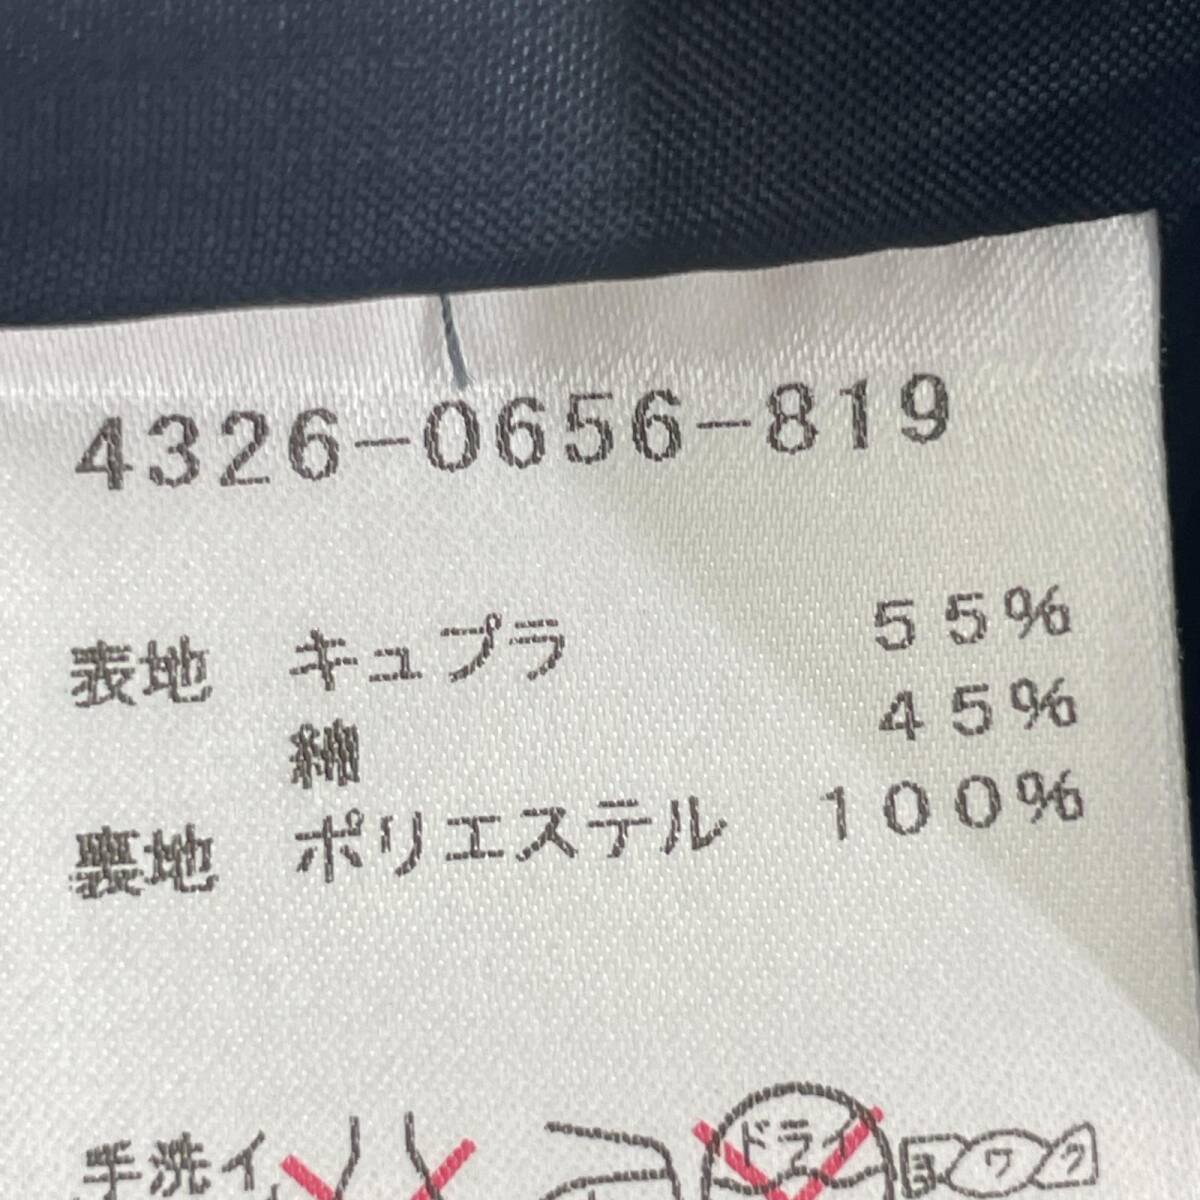 4326-0656-819
表地 キュプラ 55%
綿 45%
裏地 ポリエステル 100%
手洗イ ドライ ヨワク